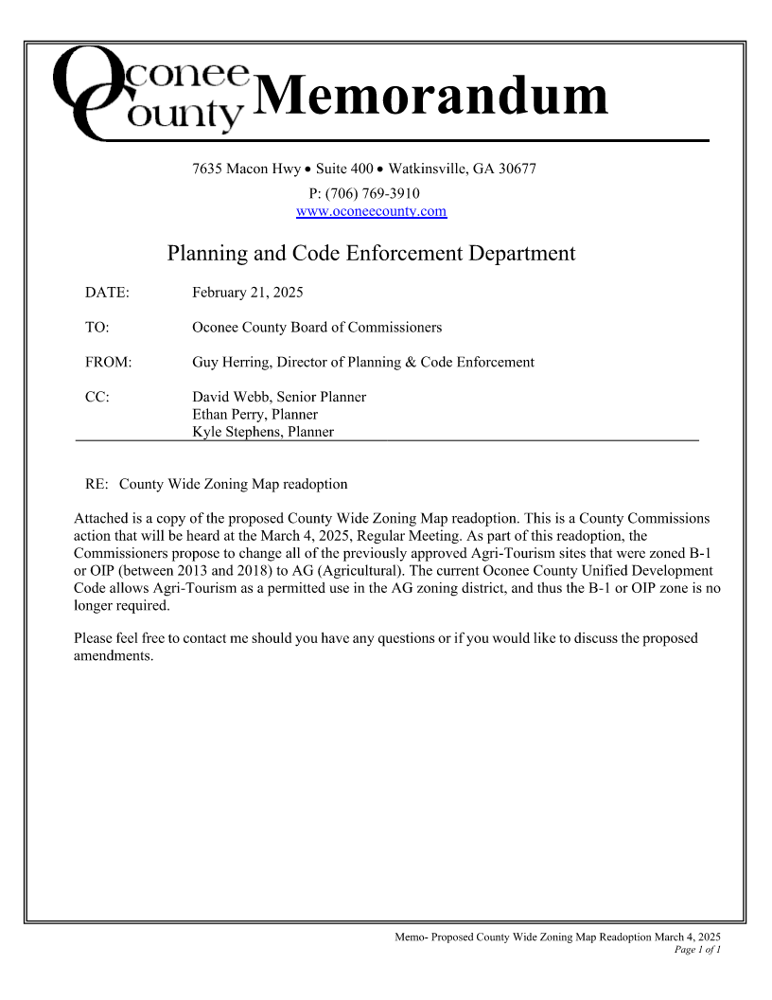 Oconee
County
Memorandum
7635 Macon Hwy • Suite 400 • Watkinsville, GA 30677
P: (706) 769-3910
www.oconeecounty.com
Planning and Code Enforcement Department
DATE: February 21, 2025
TO: Oconee County Board of Commissioners
FROM: Guy Herring, Director of Planning & Code Enforcement
CC: David Webb, Senior Planner
Ethan Perry, Planner
Kyle Stephens, Planner
RE: County Wide Zoning Map readoption
Attached is a copy of the proposed County Wide Zoning Map readoption. This is a County Commissions
action that will be heard at the March 4, 2025, Regular Meeting. As part of this readoption, the
Commissioners propose to change all of the previously approved Agri-Tourism sites that were zoned B-1
or OIP (between 2013 and 2018) to AG (Agricultural). The current Oconee County Unified Development
Code allows Agri-Tourism as a permitted use in the AG zoning district, and thus the B-1 or OIP zone is no
longer required.
Please feel free to contact me should you have any questions or if you would like to discuss the proposed
amendments.
Memo- Proposed County Wide Zoning Map Readoption March 4, 2025
Page 1 of 1